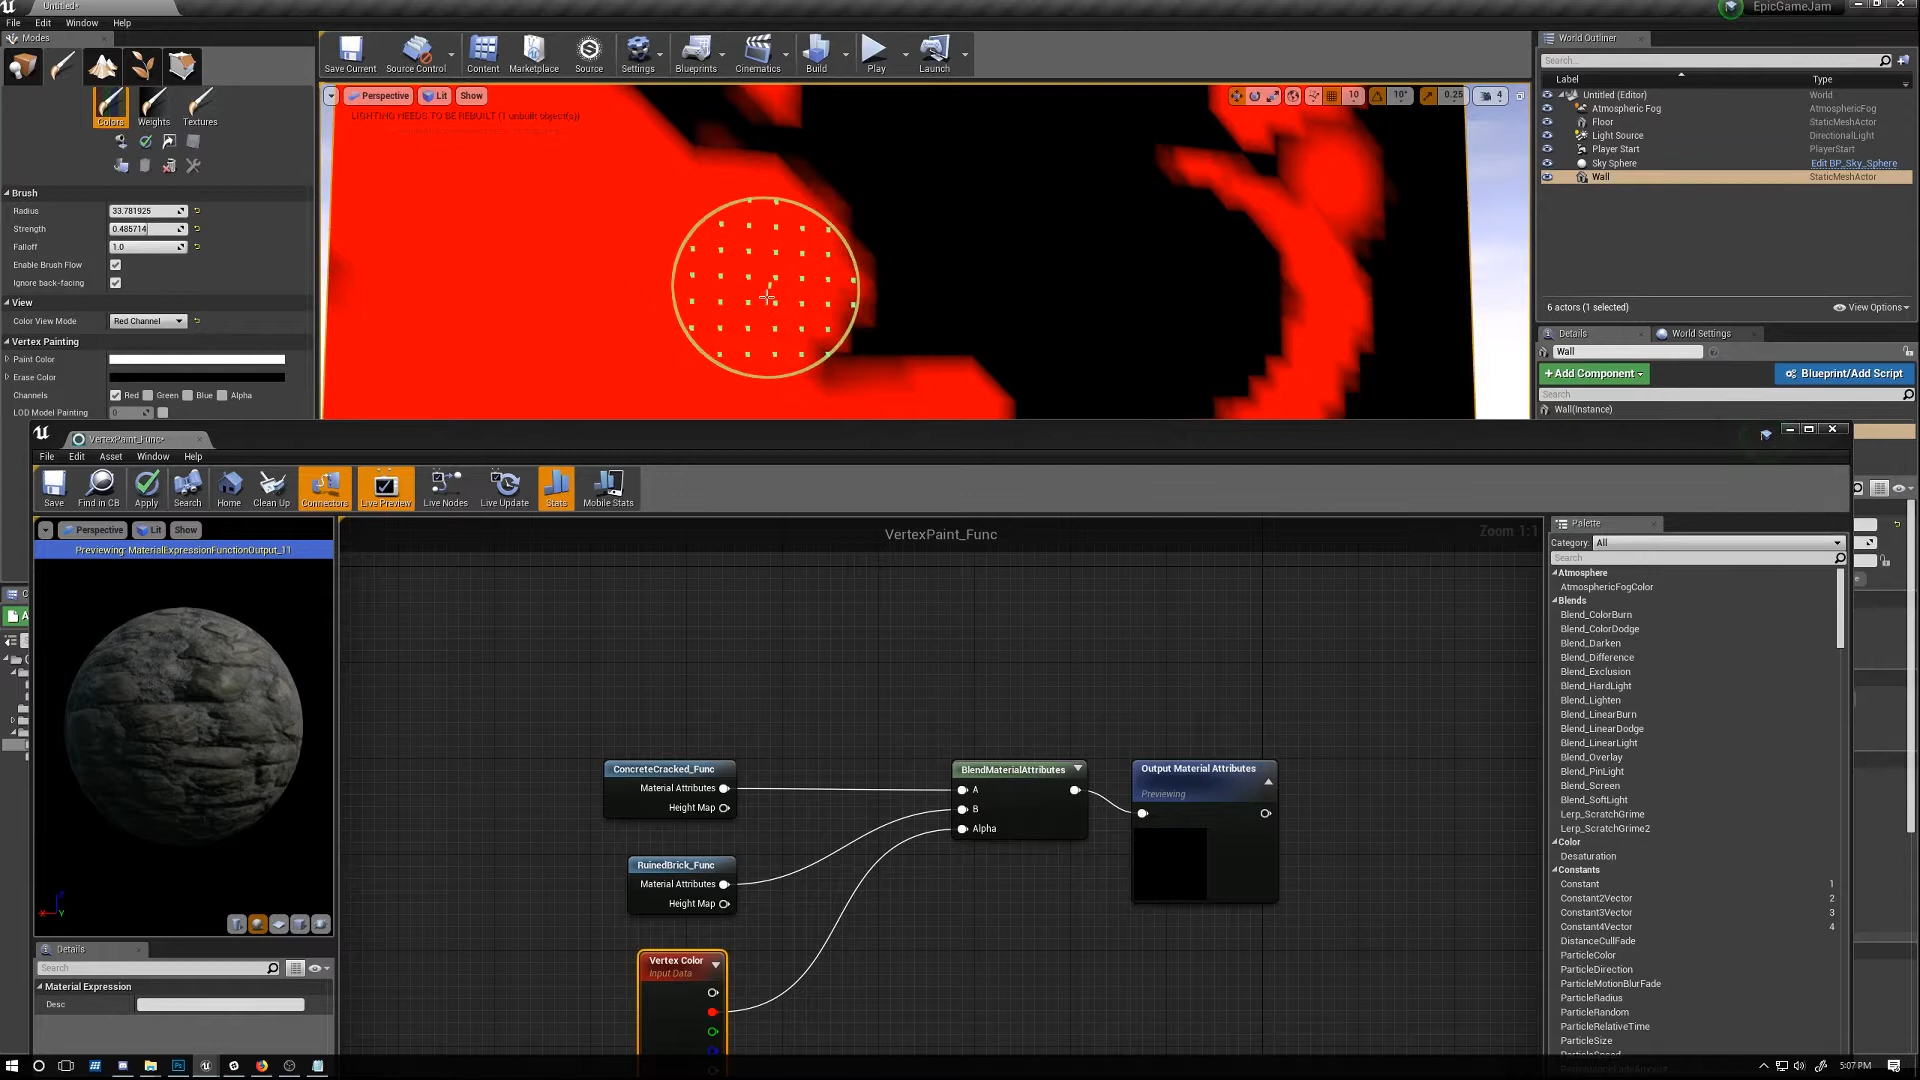 Untitled*
EpicGameJam
File Edit Window Help
Modes
Save Current
Source Control
Content
Marketplace
Source
Settings
Blueprints
Cinematics
Build
Play
Launch
World Outliner
Search...
Label
Type
Untitled (Editor)
World
Atmospheric Fog
AtmosphericFog
Floor
StaticMeshActor
Light Source
DirectionalLight
Player Start
PlayerStart
Sky Sphere
Edit BP_Sky_Sphere
Wall
StaticMeshActor
6 actors (1 selected)
View Options
Colors
Weights
Textures
Brush
Radius 33.781925
Strength 0.485714
Falloff 1.0
Enable Brush Flow
Ignore back-facing
View
Color View Mode Red Channel
Vertex Painting
Paint Color
Erase Color
Channels Red Green Blue Alpha
LOD Model Painting 0
Perspective Lit Show
LIGHTING NEEDS TO BE REBUILT (1 unbuilt object(s))
10 10° 0.25 4
Details
World Settings
Wall
+ Add Component
Blueprint/Add Script
Search
Wall(Instance)
VertexPaint_Func*
File Edit Asset Window Help
Save
Find in CB
Apply
Search
Home
Clean Up
Connectors
Live Preview
Live Nodes
Live Update
Stats
Mobile Stats
Perspective Lit Show
Previewing: MaterialExpressionFunctionOutput_11
VertexPaint_Func
Zoom 1:1
ConcreteCracked_Func
Material Attributes
Height Map
RuinedBrick_Func
Material Attributes
Height Map
Vertex Color
Input Data
BlendMaterialAttributes
A
B
Alpha
Output Material Attributes
Previewing
Details
Search
Material Expression
Desc
Palette
Category: All
Search
Atmosphere
AtmosphericFogColor
Blends
Blend_ColorBurn
Blend_ColorDodge
Blend_Darken
Blend_Difference
Blend_Exclusion
Blend_HardLight
Blend_Lighten
Blend_LinearBurn
Blend_LinearDodge
Blend_LinearLight
Blend_Overlay
Blend_PinLight
Blend_Screen
Blend_SoftLight
Lerp_ScratchGrime
Lerp_ScratchGrime2
Color
Desaturation
Constants
Constant 1
Constant2Vector 2
Constant3Vector 3
Constant4Vector 4
DistanceCullFade
ParticleColor
ParticleDirection
ParticleMotionBlurFade
ParticleRadius
ParticleRandom
ParticleRelativeTime
ParticleSize
5:07 PM